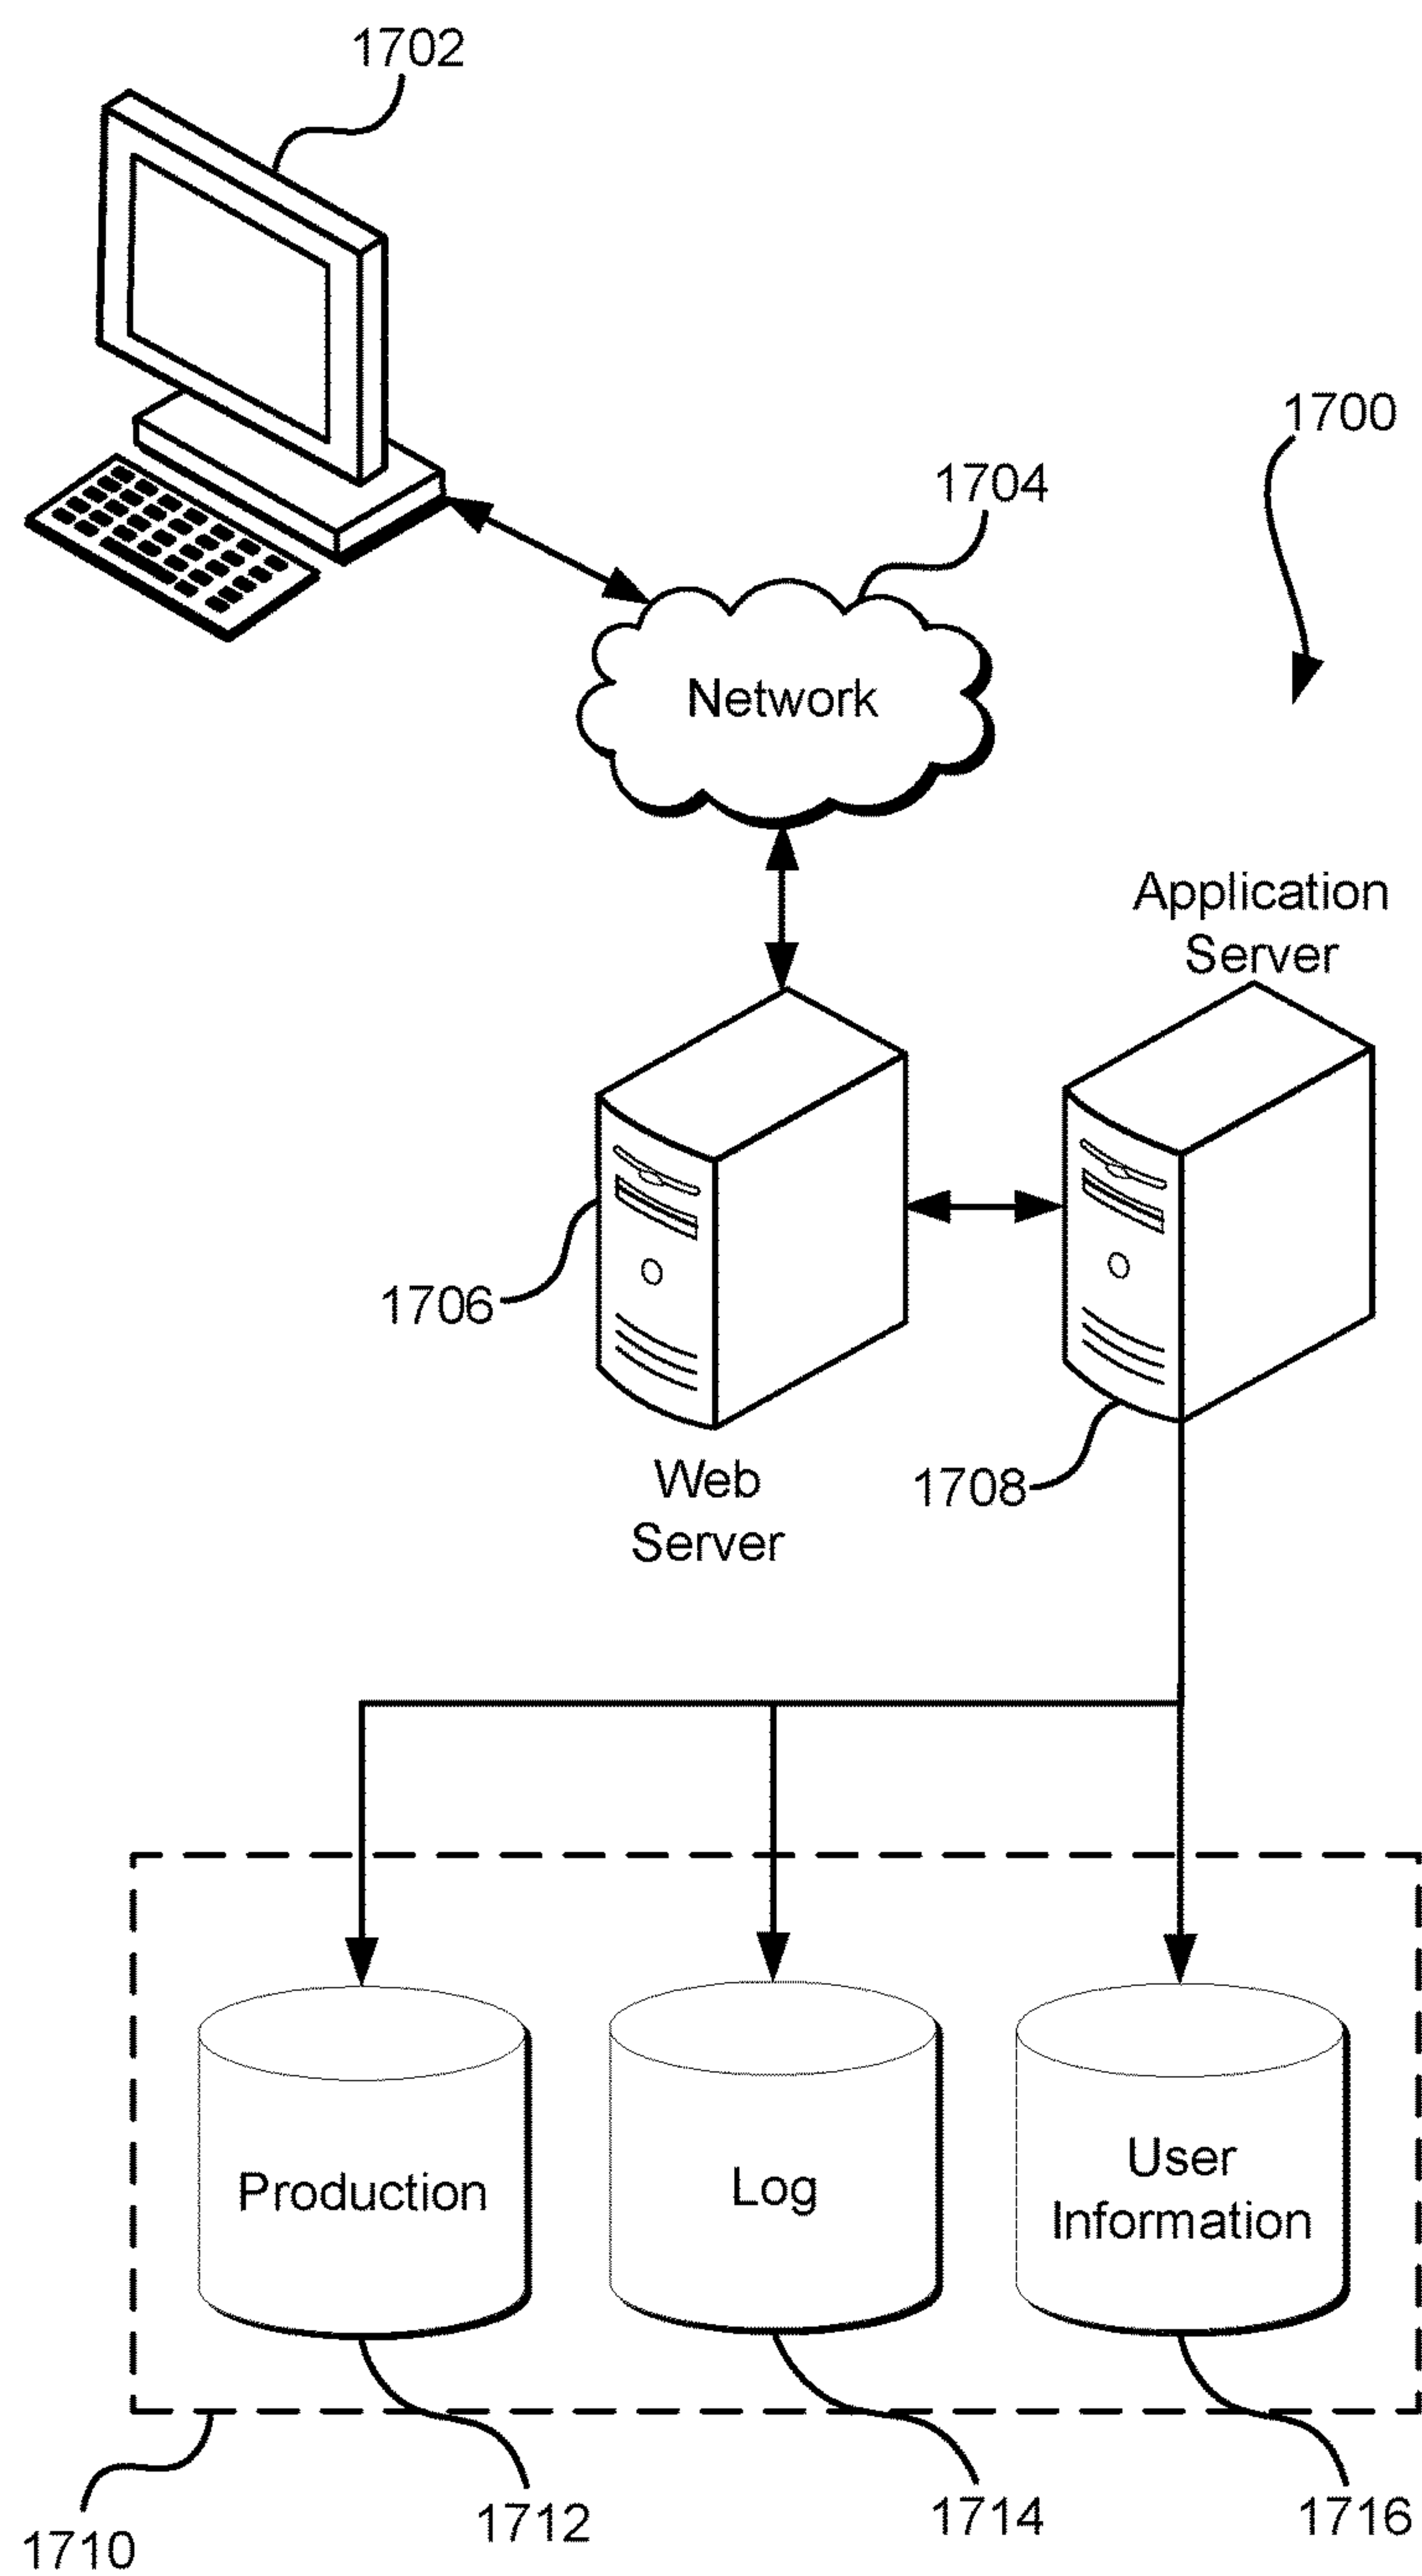 1702
1700
1704
Network
Application
Server
1706
Web
Server
1708
Production
Log
User
Information
1710
1712
1714
1716